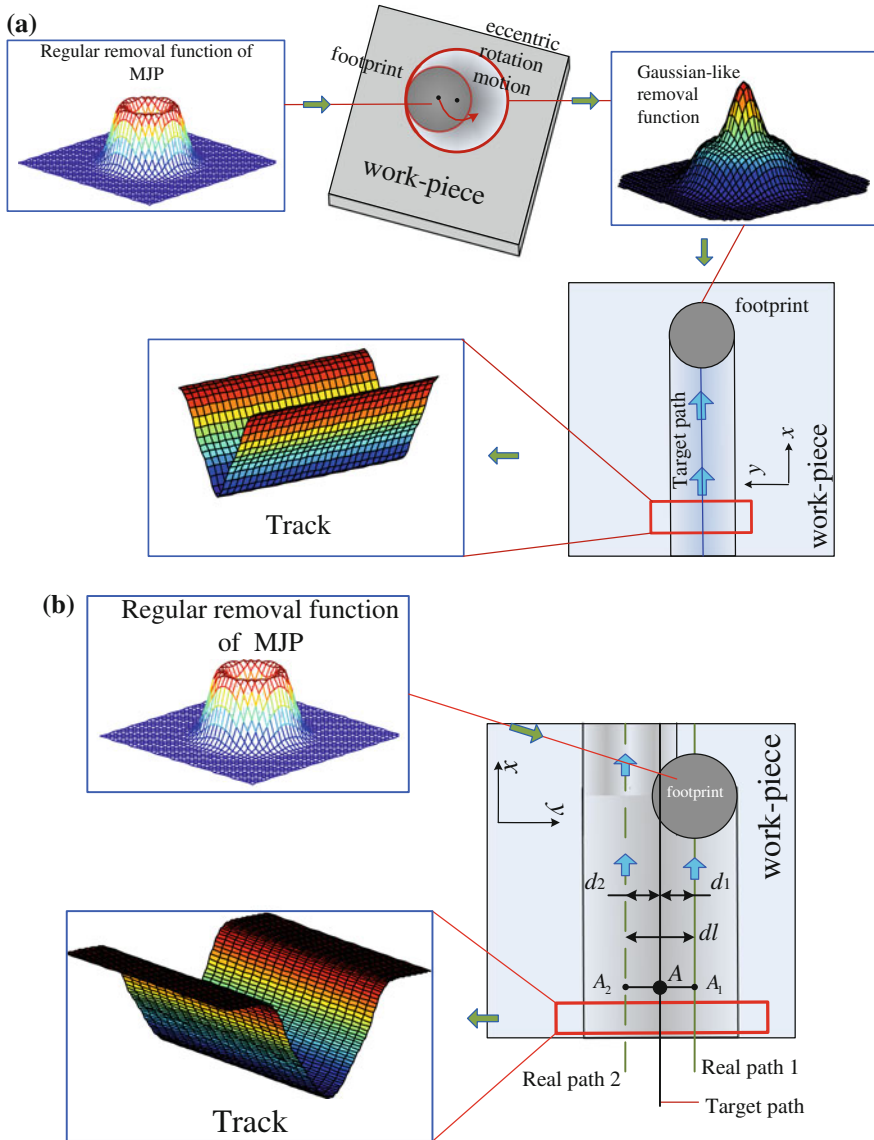 (a)
Regular removal function of
MJP
footprint
eccentric
rotation
motion
work-piece
Gaussian-like
removal
function
footprint
Target path
x
y
work-piece
Track
(b)
Regular removal function
of MJP
x
y
work-piece
footprint
d2
d1
dl
A2
A
A1
Real path 2
Real path 1
Target path
Track